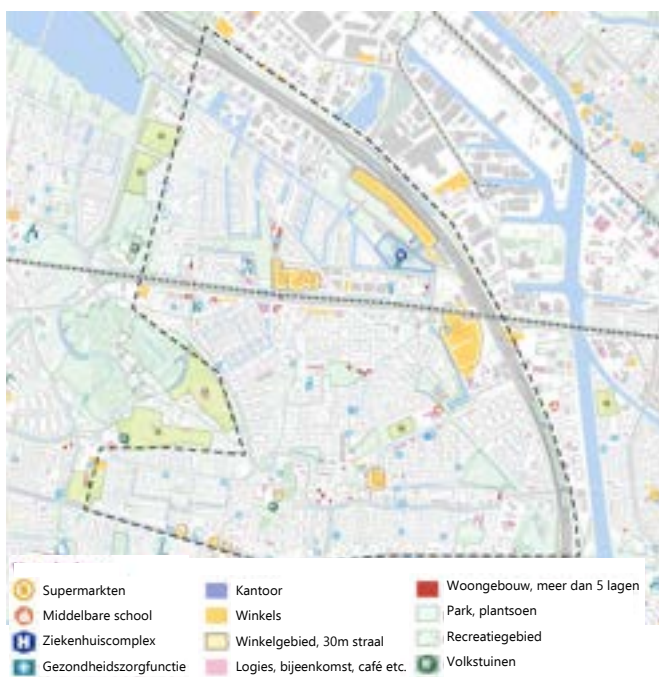 Supermarkten
Middelbare school
Ziekenhuiscomplex
Gezondheidszorgfunctie
Kantoor
Winkels
Winkelgebied, 30m straal
Logies, bijeenkomst, café etc.
Woongebouw, meer dan 5 lagen
Park, plantsoen
Recreatiegebied
Volkstuinen